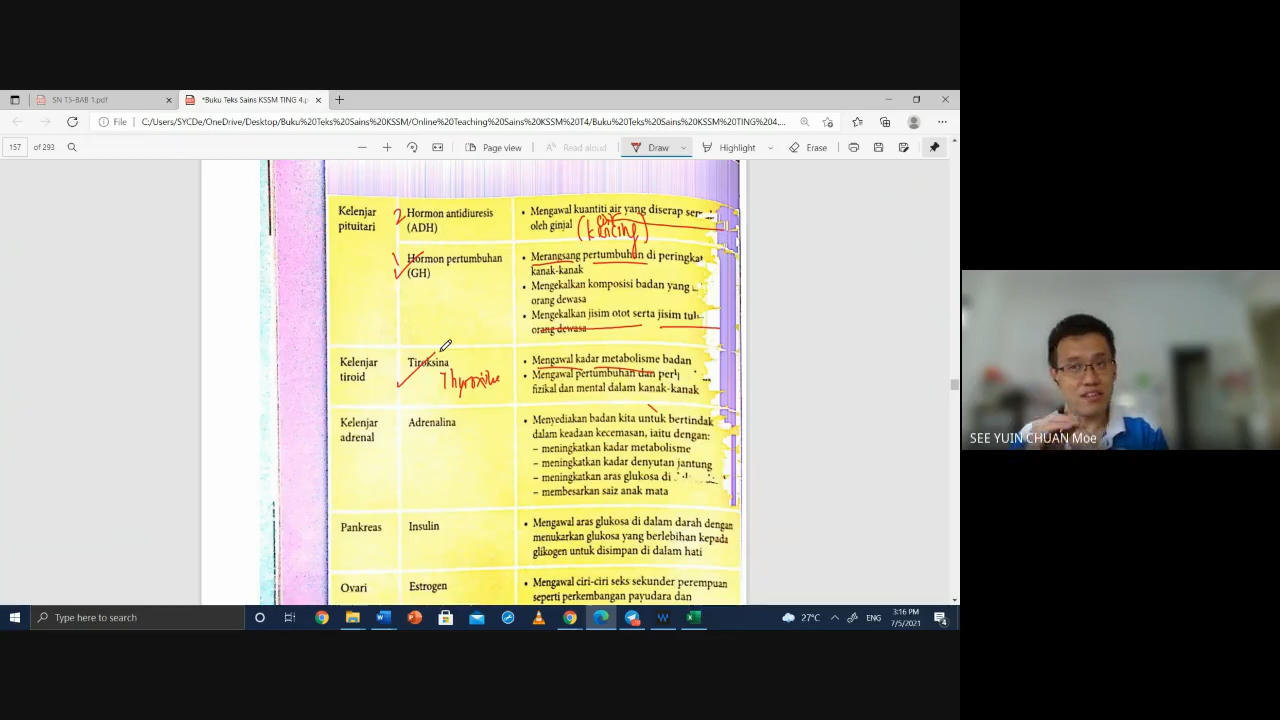 SN T5-BAB 1.pdf
*Buku Teks Sains KSSM TING 4.p
File
C:/Users/SYCDe/OneDrive/Desktop/Buku%20Teks%20Sains%20KSSM/Online%20Teaching%20Sains%20KSSM%20T4/Buku%20Teks%20Sains%20KSSM%20TING%204,...
157 of 293
Page view
Read aloud
Draw
Highlight
Erase
Kelenjar
pituitari
2 Hormon antidiuresis
(ADH)
• Mengawal kuantiti air yang diserap
oleh ginjal
(kencing)
1 Hormon pertumbuhan
(GH)
• Merangsang pertumbuhan di peringkat
kanak-kanak
• Mengekalkan komposisi badan yang
orang dewasa
• Mengekalkan jisim otot serta jisim
orang dewasa
Kelenjar
tiroid
Tiroksina
Thyroxine
• Mengawal kadar metabolisme badan
• Mengawal pertumbuhan dan
fizikal dan mental dalam kanak-kanak
Kelenjar
adrenal
Adrenalina
• Menyediakan badan kita untuk bertindak
dalam keadaan kecemasan, iaitu dengan:
– meningkatkan kadar metabolisme
– meningkatkan kadar denyutan jantung
– meningkatkan aras glukosa di
– membesarkan saiz anak mata
Pankreas
Insulin
• Mengawal aras glukosa di dalam darah dengan
menukarkan glukosa yang berlebihan kepada
glikogen untuk disimpan di dalam hati
Ovari
Estrogen
• Mengawal ciri-ciri seks sekunder perempuan
seperti perkembangan payudara dan
SEE YUIN CHUAN Moe
Type here to search
27°C
ENG
3:16 PM
7/5/2021
4